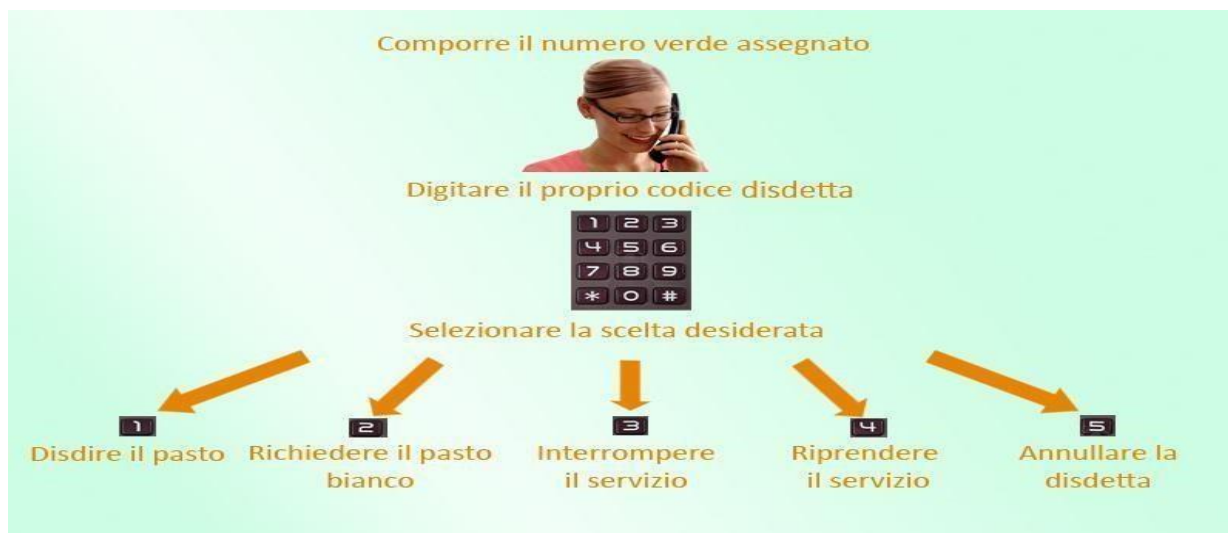 Comporre il numero verde assegnato
Digitare il proprio codice disdetta
1 2 3
4 5 6
7 8 9
* 0 #
Selezionare la scelta desiderata
1 2 3 4 5
Disdire il pasto Richiedere il pasto Interrompere Riprendere Annullare la
bianco il servizio il servizio disdetta